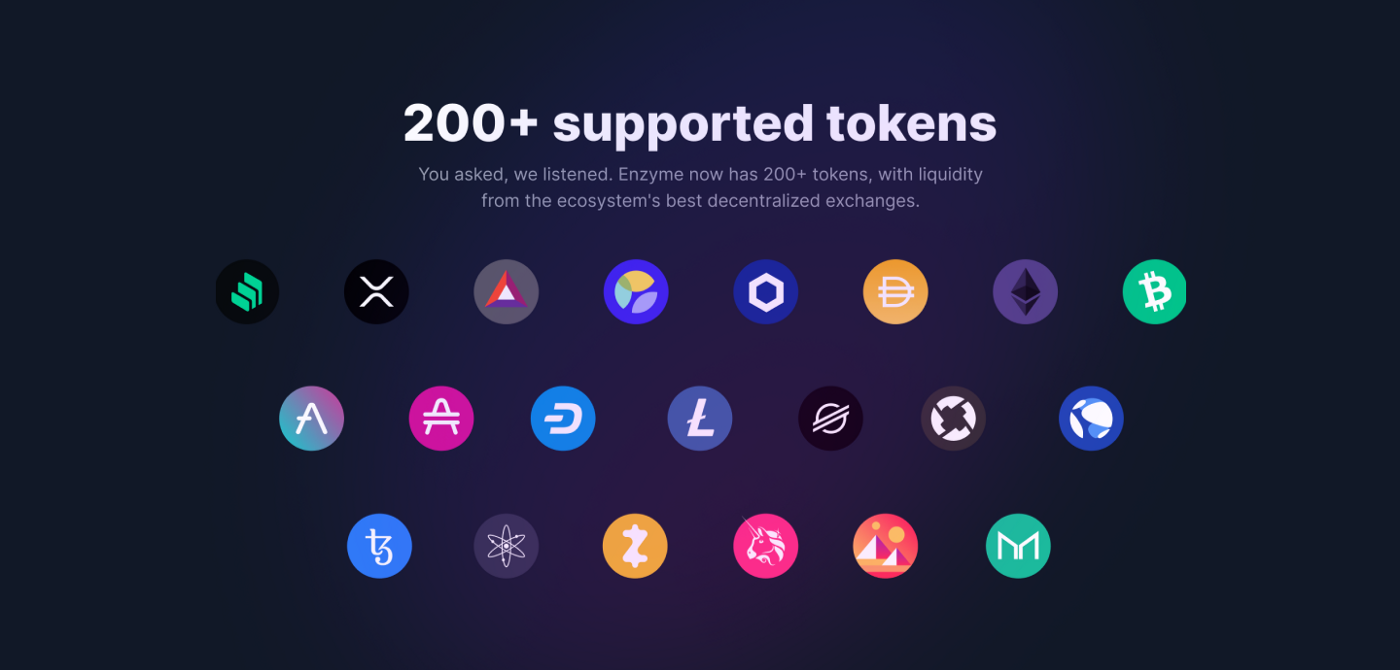 200+ supported tokens
You asked, we listened. Enzyme now has 200+ tokens, with liquidity
from the ecosystem's best decentralized exchanges.